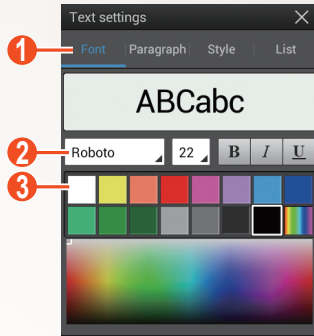 Text settings
1 Font Paragraph Style List
ABCabc
2 Roboto 22 B I U
3